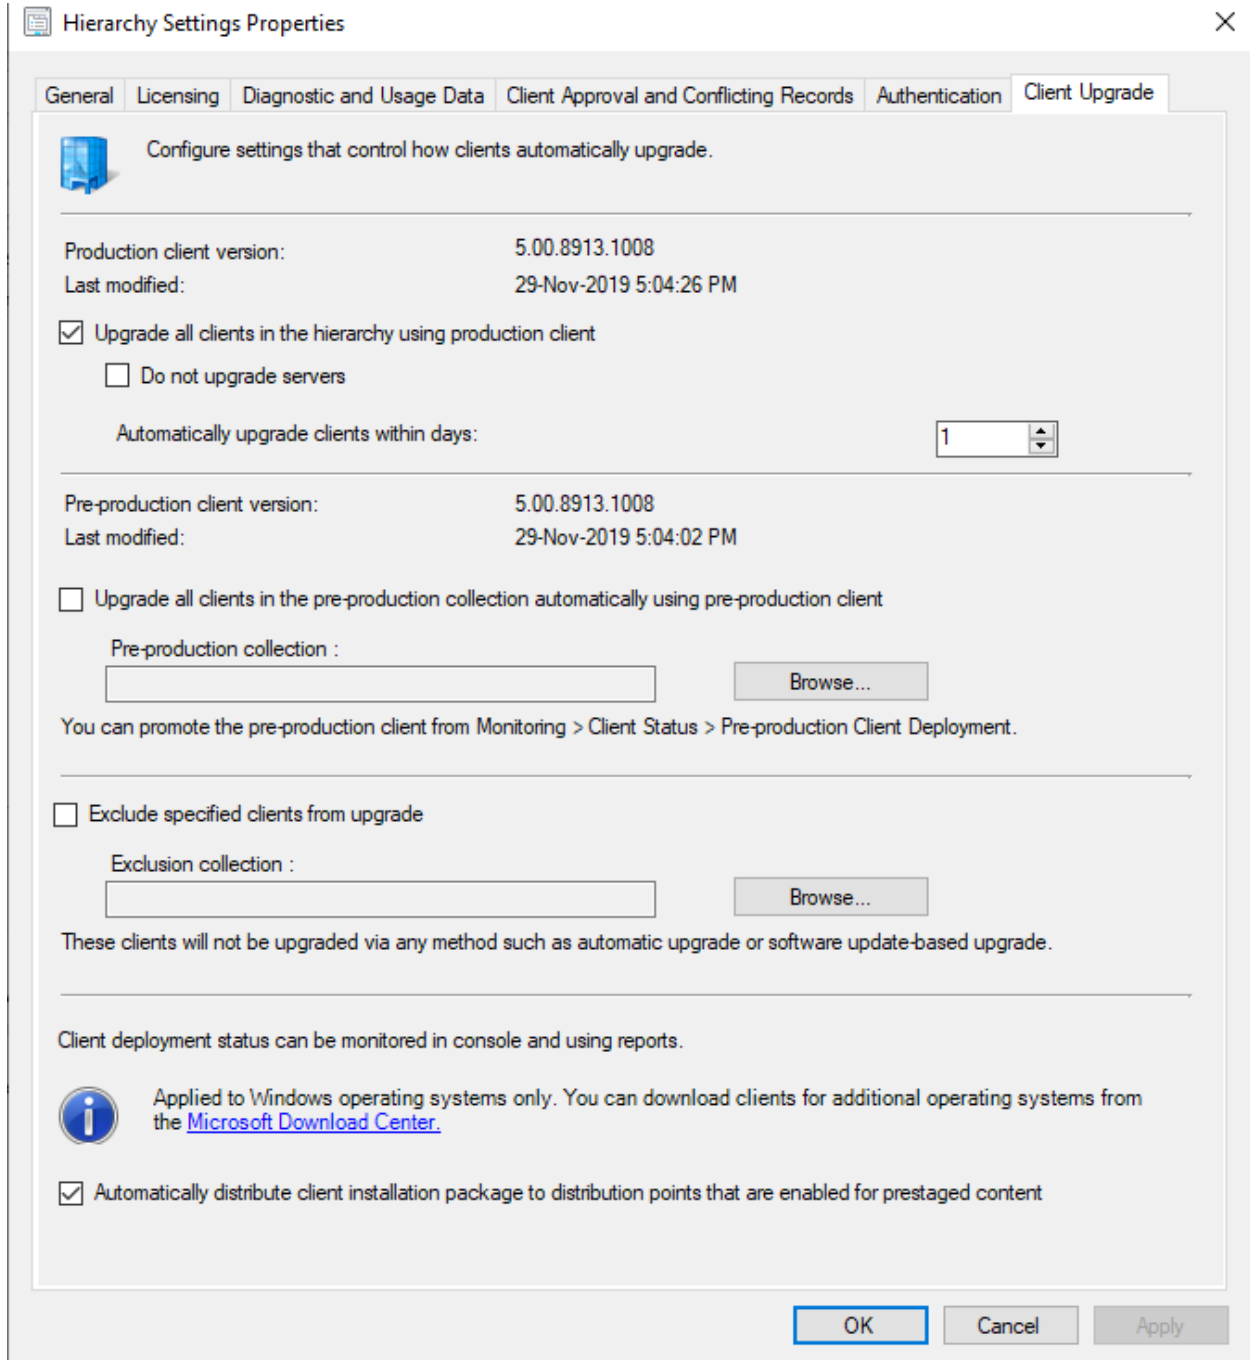 Hierarchy Settings Properties
General
Licensing
Diagnostic and Usage Data
Client Approval and Conflicting Records
Authentication
Client Upgrade
Configure settings that control how clients automatically upgrade.
Production client version: 5.00.8913.1008
Last modified: 29-Nov-2019 5:04:26 PM
Upgrade all clients in the hierarchy using production client
Do not upgrade servers
Automatically upgrade clients within days: 1
Pre-production client version: 5.00.8913.1008
Last modified: 29-Nov-2019 5:04:02 PM
Upgrade all clients in the pre-production collection automatically using pre-production client
Pre-production collection :
Browse...
You can promote the pre-production client from Monitoring > Client Status > Pre-production Client Deployment.
Exclude specified clients from upgrade
Exclusion collection :
Browse...
These clients will not be upgraded via any method such as automatic upgrade or software update-based upgrade.
Client deployment status can be monitored in console and using reports.
Applied to Windows operating systems only. You can download clients for additional operating systems from
the Microsoft Download Center.
Automatically distribute client installation package to distribution points that are enabled for prestaged content
OK
Cancel
Apply